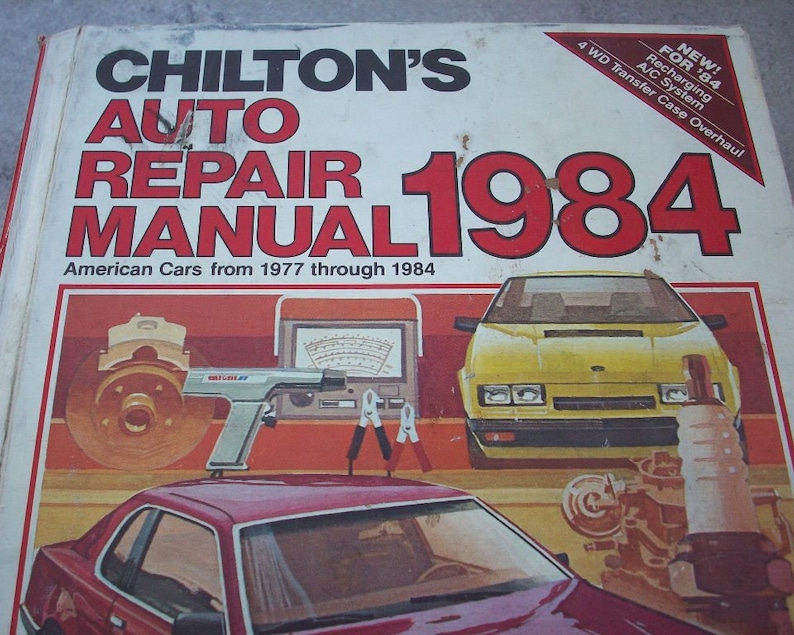 CHILTON'S
AUTO
REPAIR
MANUAL 1984
American Cars from 1977 through 1984
NEW!
FOR '84
Recharging
A/C System
4 WD Transfer Case Overhaul